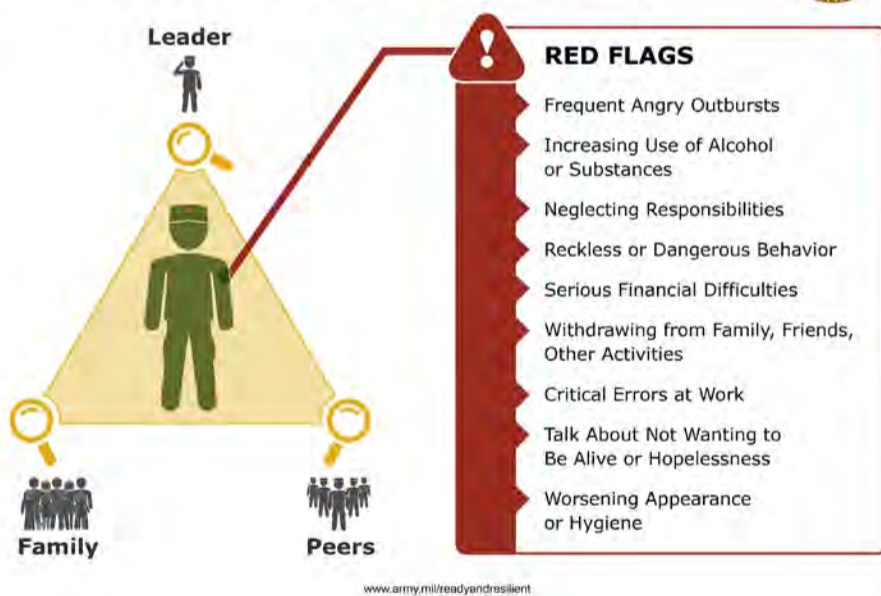 Leader
Family
Peers
!
RED FLAGS
Frequent Angry Outbursts
Increasing Use of Alcohol
or Substances
Neglecting Responsibilities
Reckless or Dangerous Behavior
Serious Financial Difficulties
Withdrawing from Family, Friends,
Other Activities
Critical Errors at Work
Talk About Not Wanting to
Be Alive or Hopelessness
Worsening Appearance
or Hygiene
www.army.mil/readyandresilient